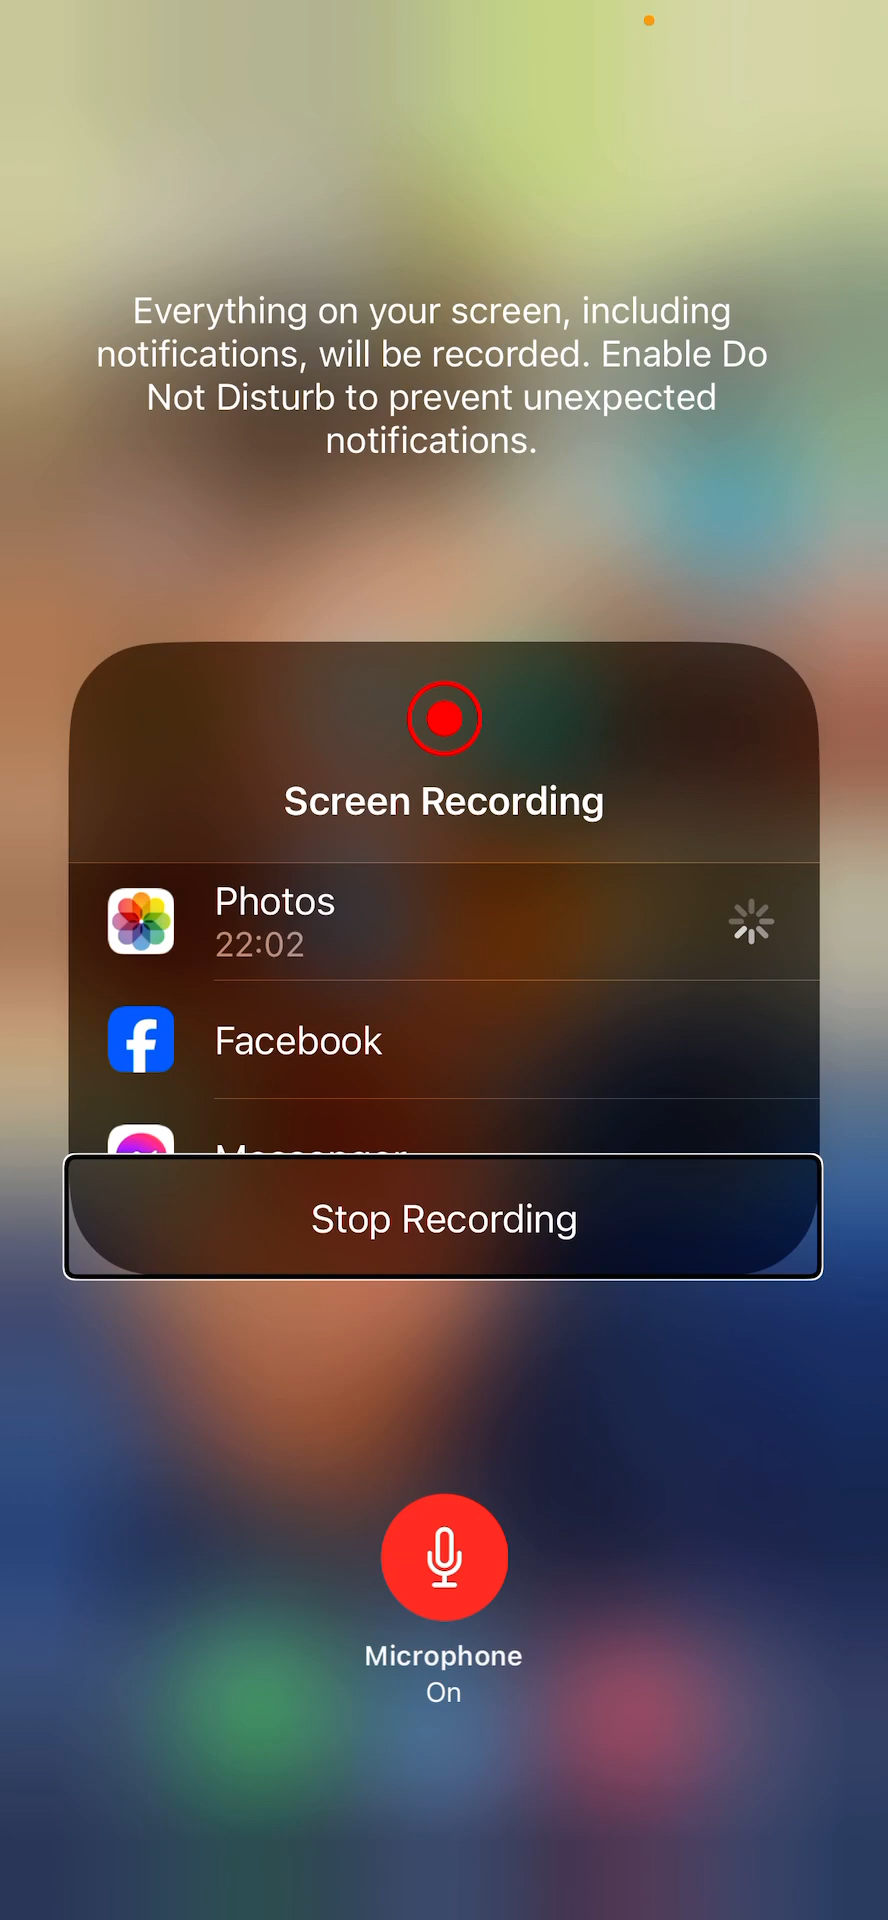 Everything on your screen, including
notifications, will be recorded. Enable Do
Not Disturb to prevent unexpected
notifications.
Screen Recording
Photos
22:02
Facebook
Messenger
Stop Recording
Microphone
On